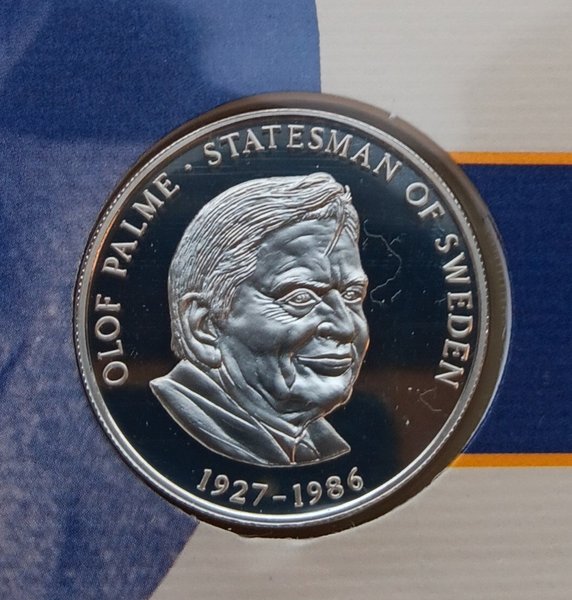 OLOF PALME · STATESMAN OF SWEDEN
1927-1986